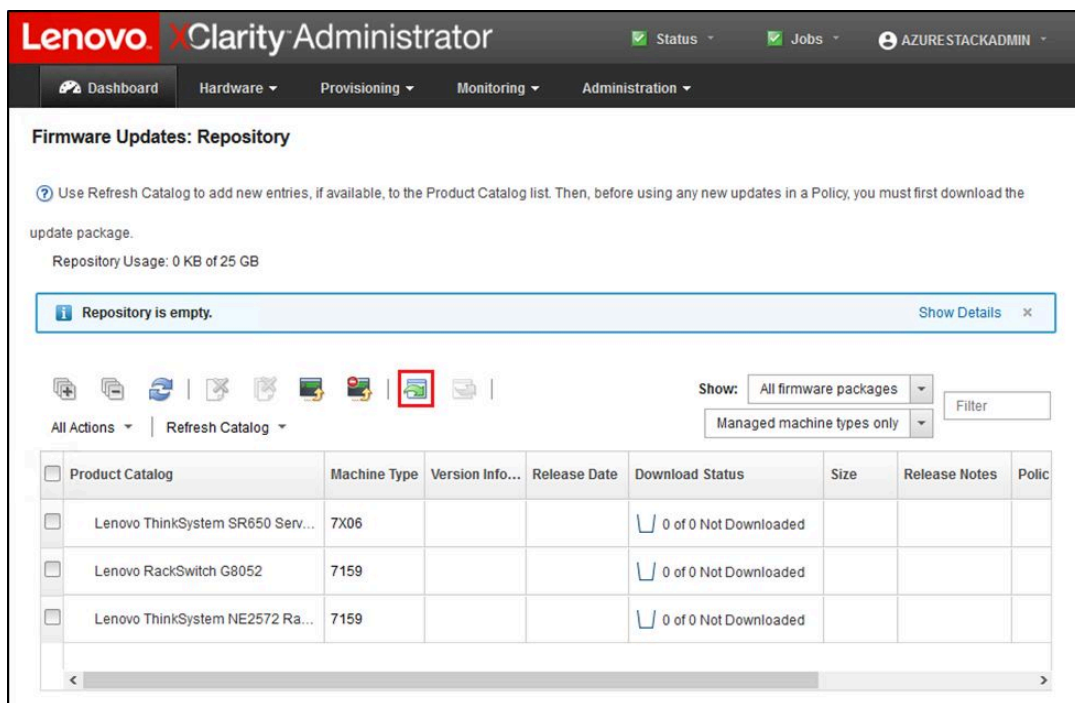 Lenovo. XClarity Administrator Status Jobs AZURESTACKADMIN
Dashboard Hardware Provisioning Monitoring Administration
Firmware Updates: Repository
? Use Refresh Catalog to add new entries, if available, to the Product Catalog list. Then, before using any new updates in a Policy, you must first download the
update package.
Repository Usage: 0 KB of 25 GB
i Repository is empty. Show Details ×
Show: All firmware packages
Filter
All Actions Refresh Catalog Managed machine types only
Product Catalog Machine Type Version Info... Release Date Download Status Size Release Notes Polic
Lenovo ThinkSystem SR650 Serv... 7X06 0 of 0 Not Downloaded
Lenovo RackSwitch G8052 7159 0 of 0 Not Downloaded
Lenovo ThinkSystem NE2572 Ra... 7159 0 of 0 Not Downloaded